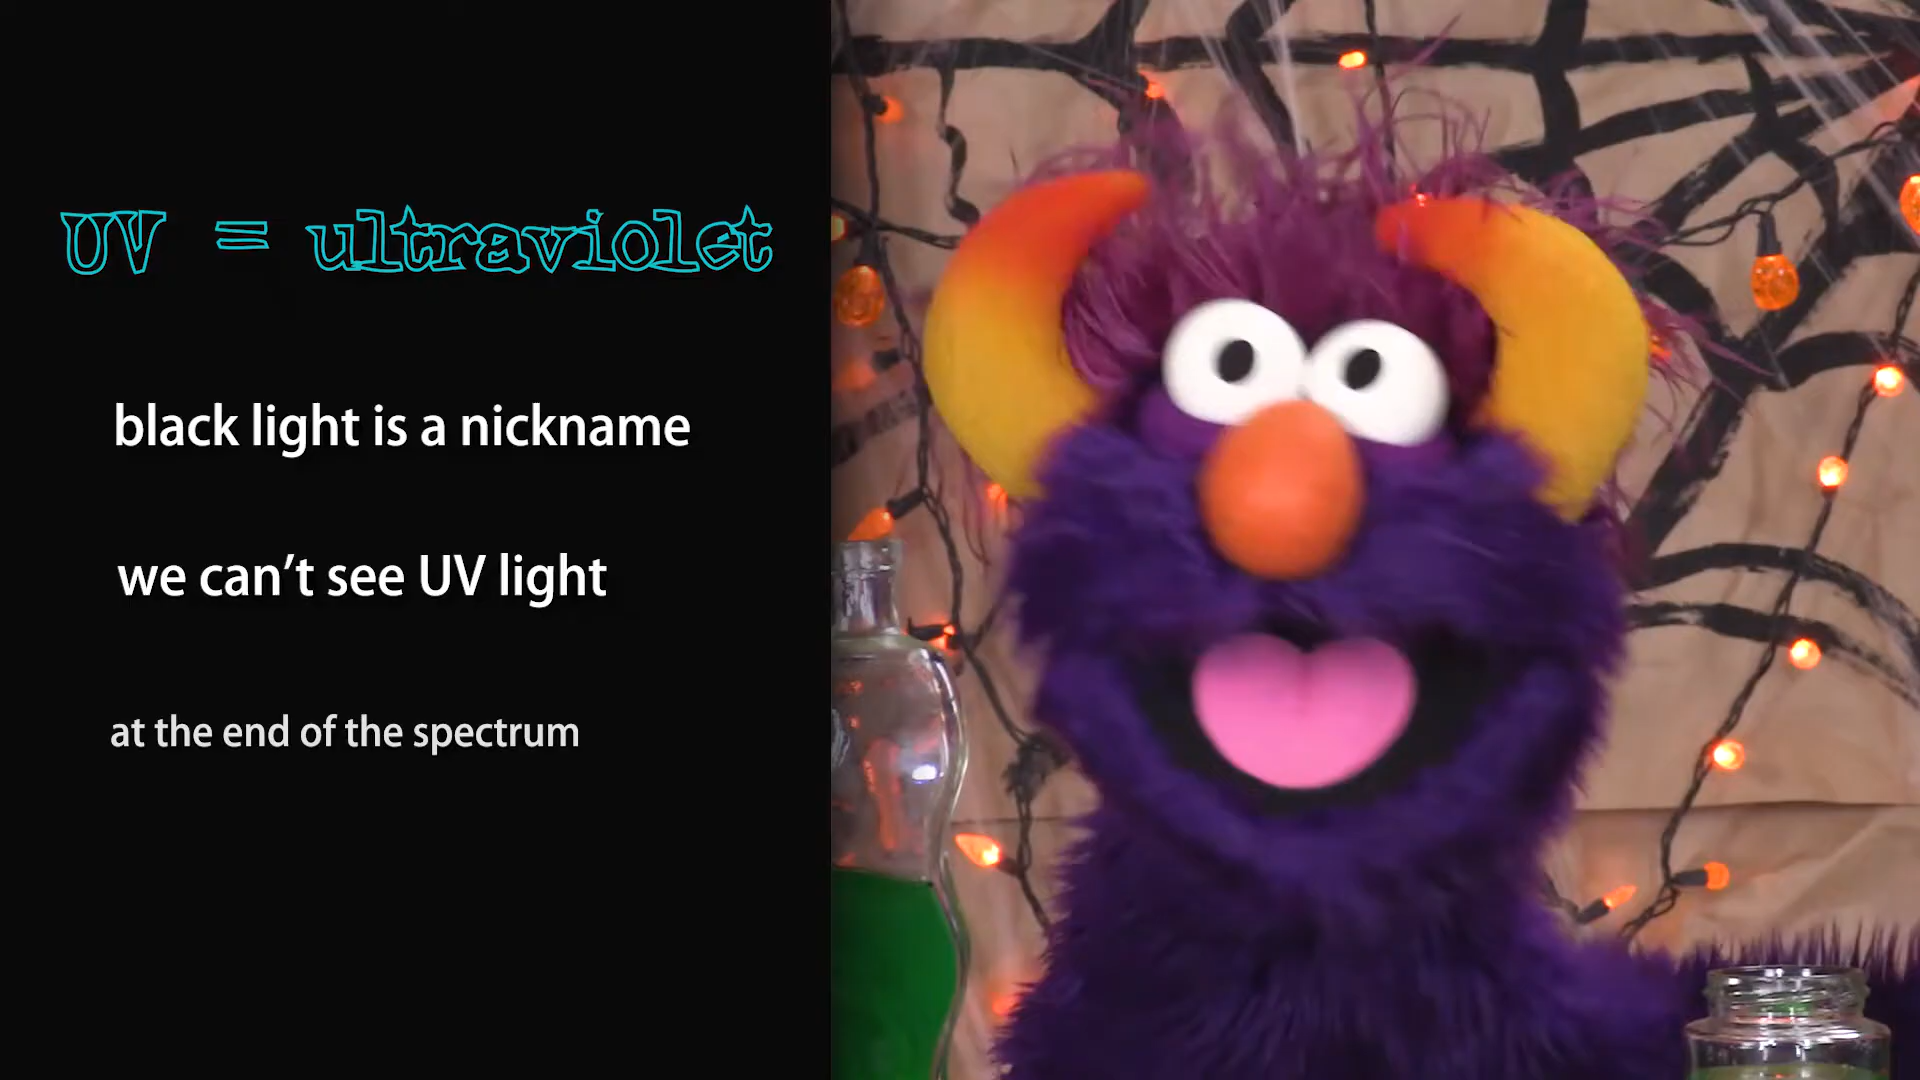 UV = ultraviolet
black light is a nickname
we can't see UV light
at the end of the spectrum